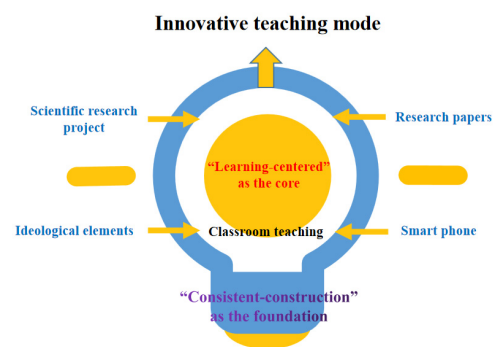 Innovative teaching mode
Scientific research
project
Research papers
“Learning-centered”
as the core
Ideological elements
Classroom teaching
Smart phone
“Consistent-construction”
as the foundation